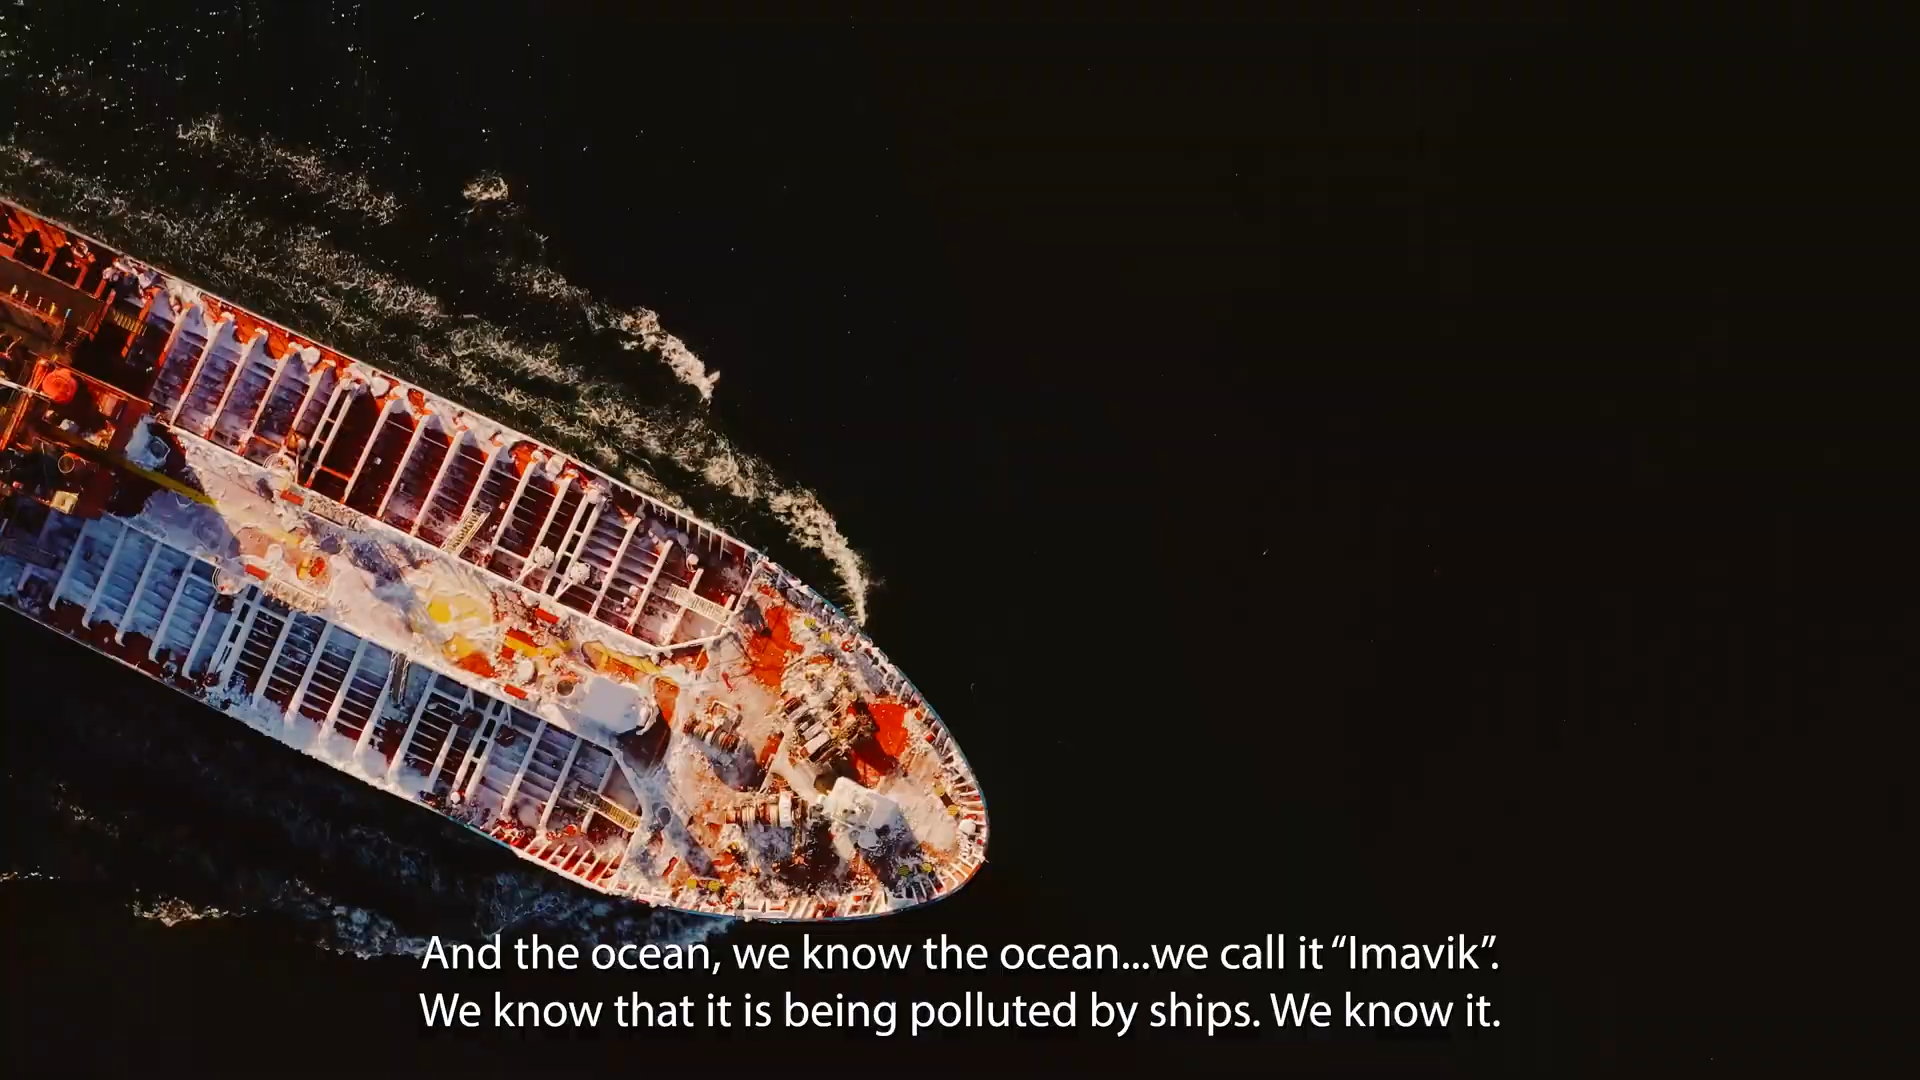 And the ocean, we know the ocean...we call it “Imavik”.
We know that it is being polluted by ships. We know it.